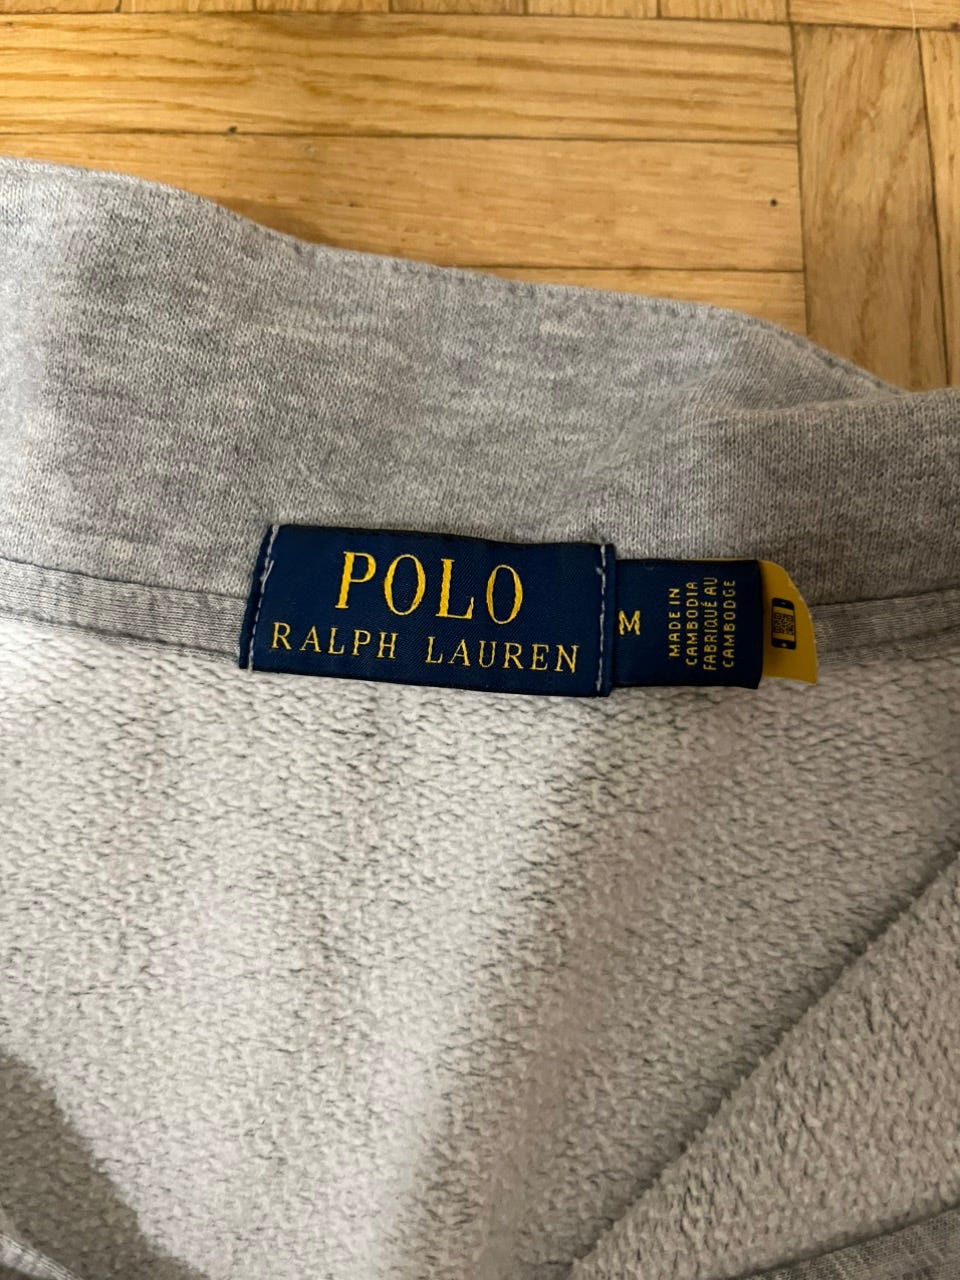 POLO
RALPH LAUREN
M
MADE IN
CAMBODIA
FABRIQUÉ AU
CAMBODGE